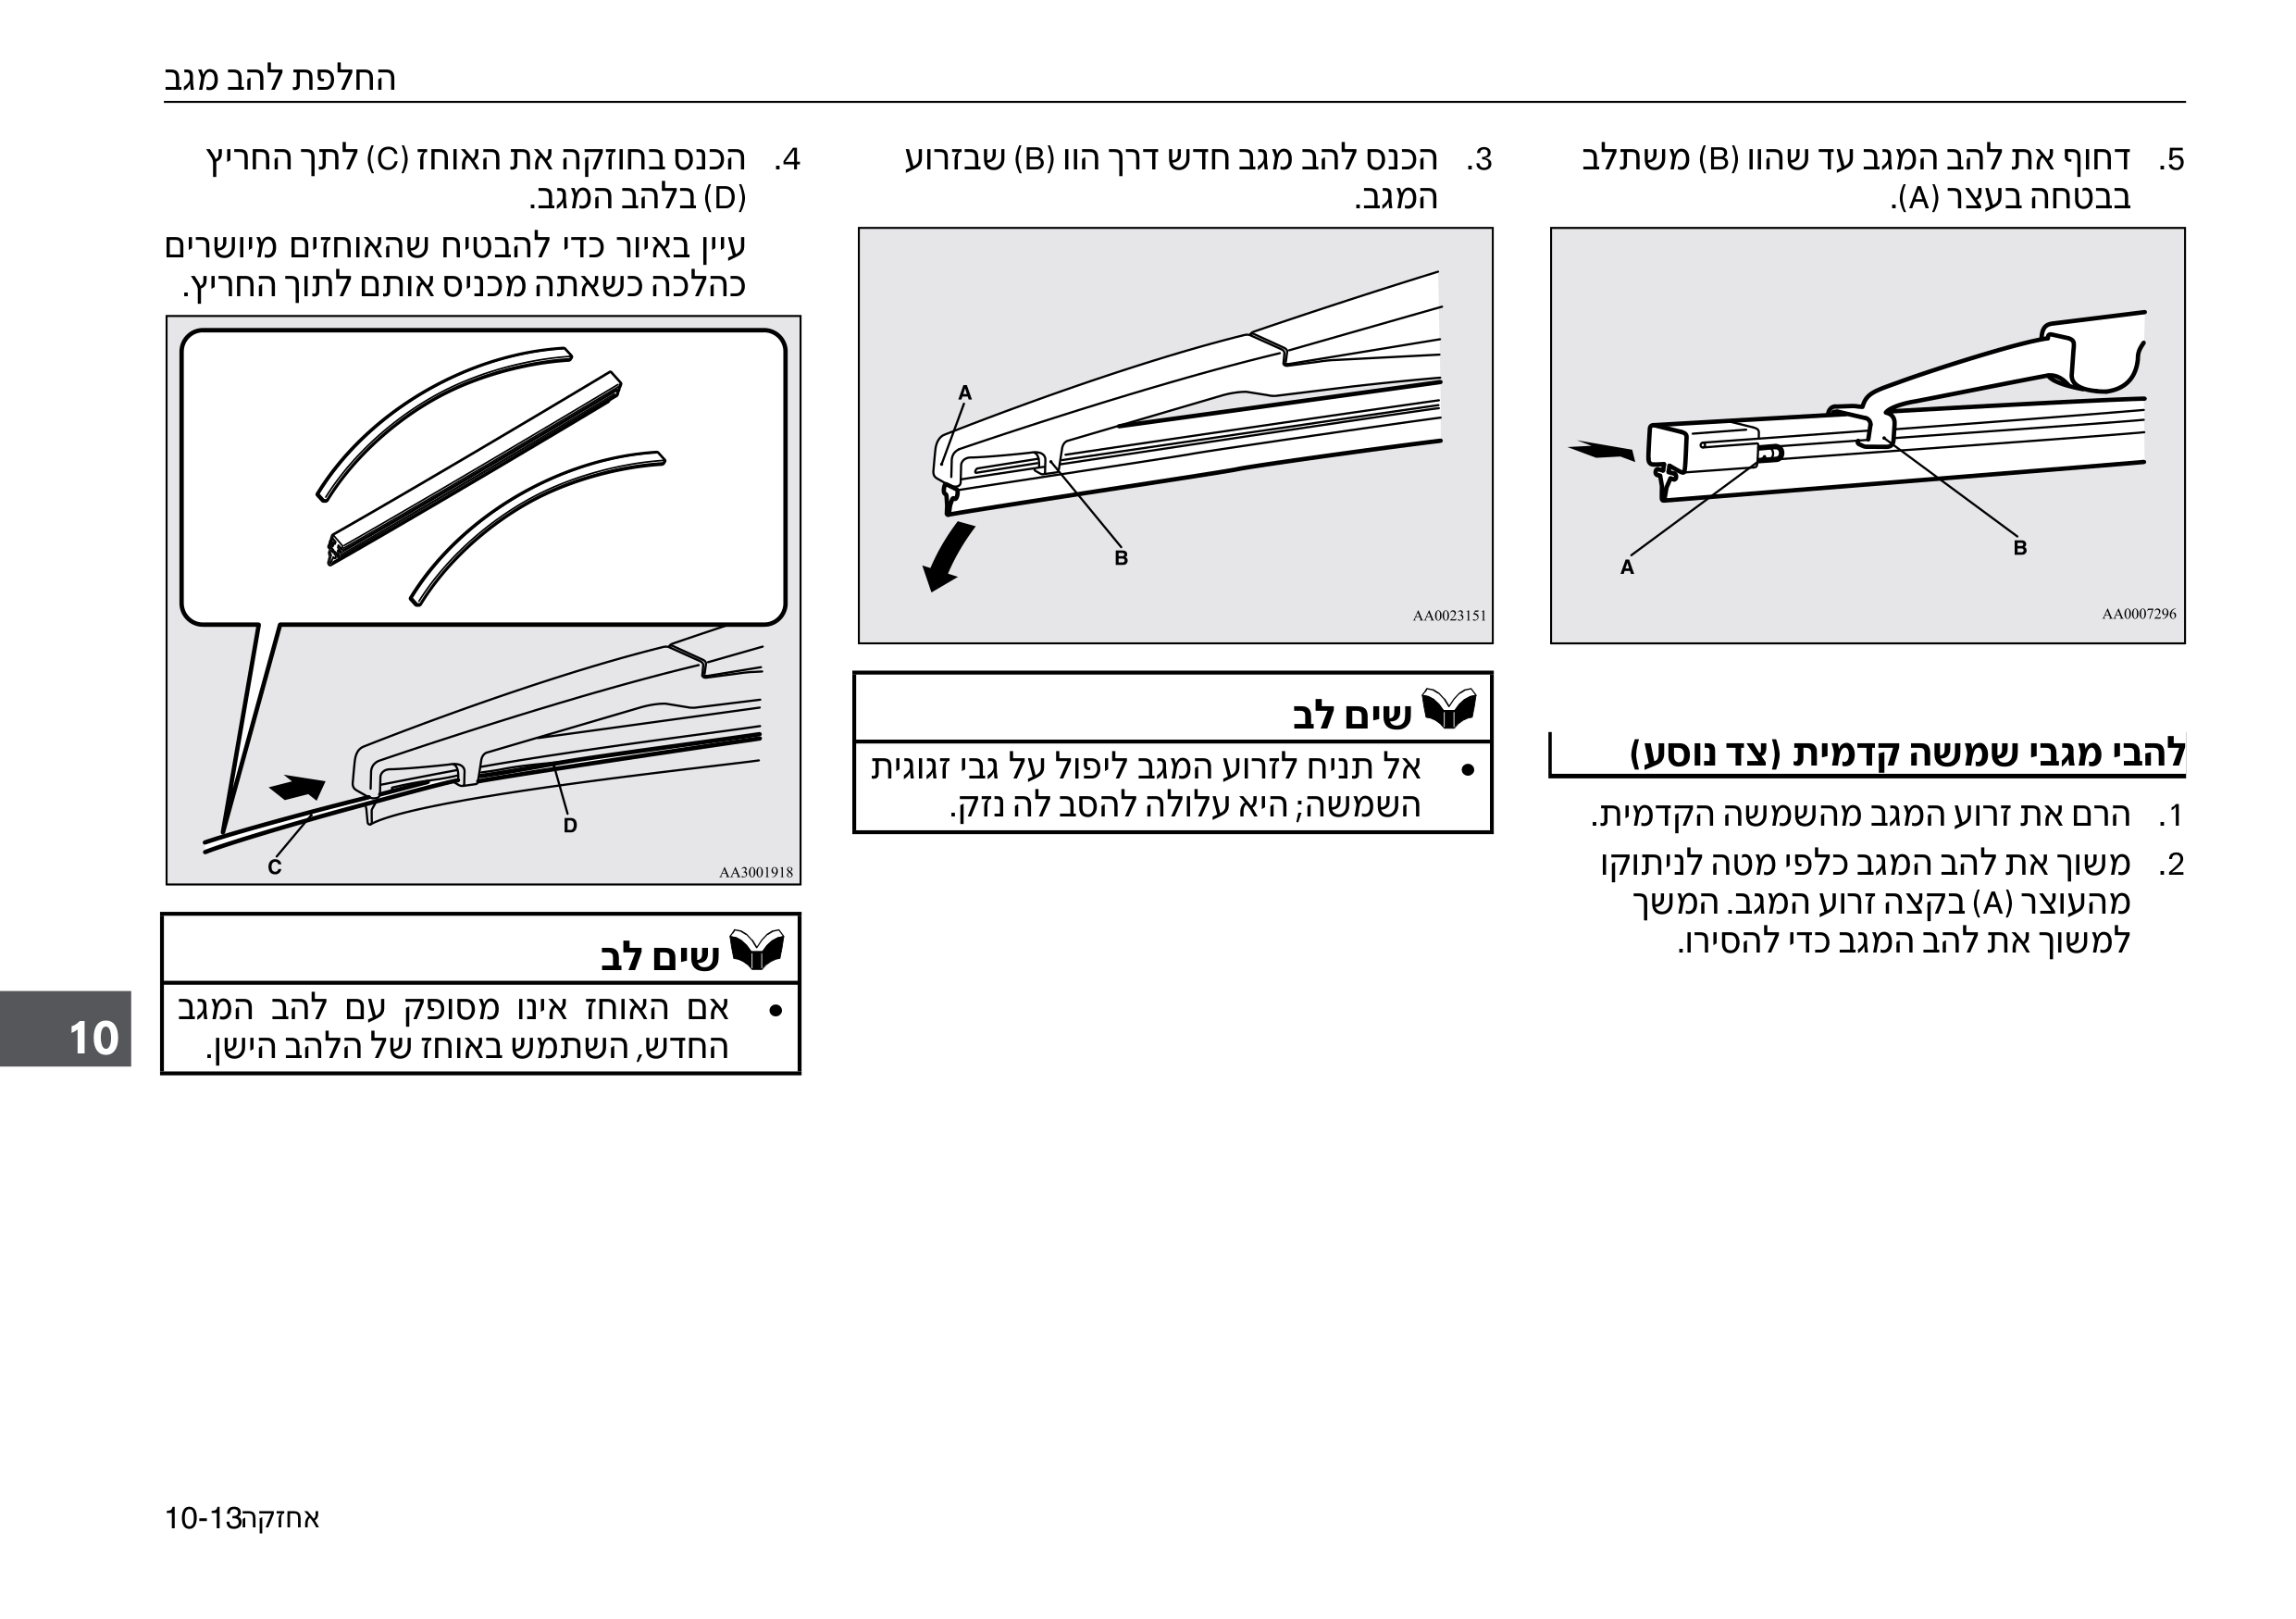 החלפת להב מגב
5. דחוף את להב המגב עד שהוו (B) משתלב
בבטחה בעצר (A).
A
B
AA0007296
להבי מגבי שמשה קדמית (צד נוסע)
1. הרם את זרוע המגב מהשמשה הקדמית.
2. משוך את להב המגב כלפי מטה לניתוקו
מהעוצר (A) בקצה זרוע המגב. המשך
למשוך את להב המגב כדי להסירו.
3. הכנס להב מגב חדש דרך הוו (B) שבזרוע
המגב.
A
B
AA0023151
שים לב
• אל תניח לזרוע המגב ליפול על גבי זגוגית
השמשה; היא עלולה להסב לה נזק.
4. הכנס בחוזקה את האוחז (C) לתך החריץ
(D) בלהב המגב.
עיין באיור כדי להבטיח שהאוחזים מיושרים
כהלכה כשאתה מכניס אותם לתוך החריץ.
D
C
AA3001918
שים לב
• אם האוחז אינו מסופק עם להב המגב
החדש, השתמש באוחז של הלהב הישן.
10
אחזקה10-13